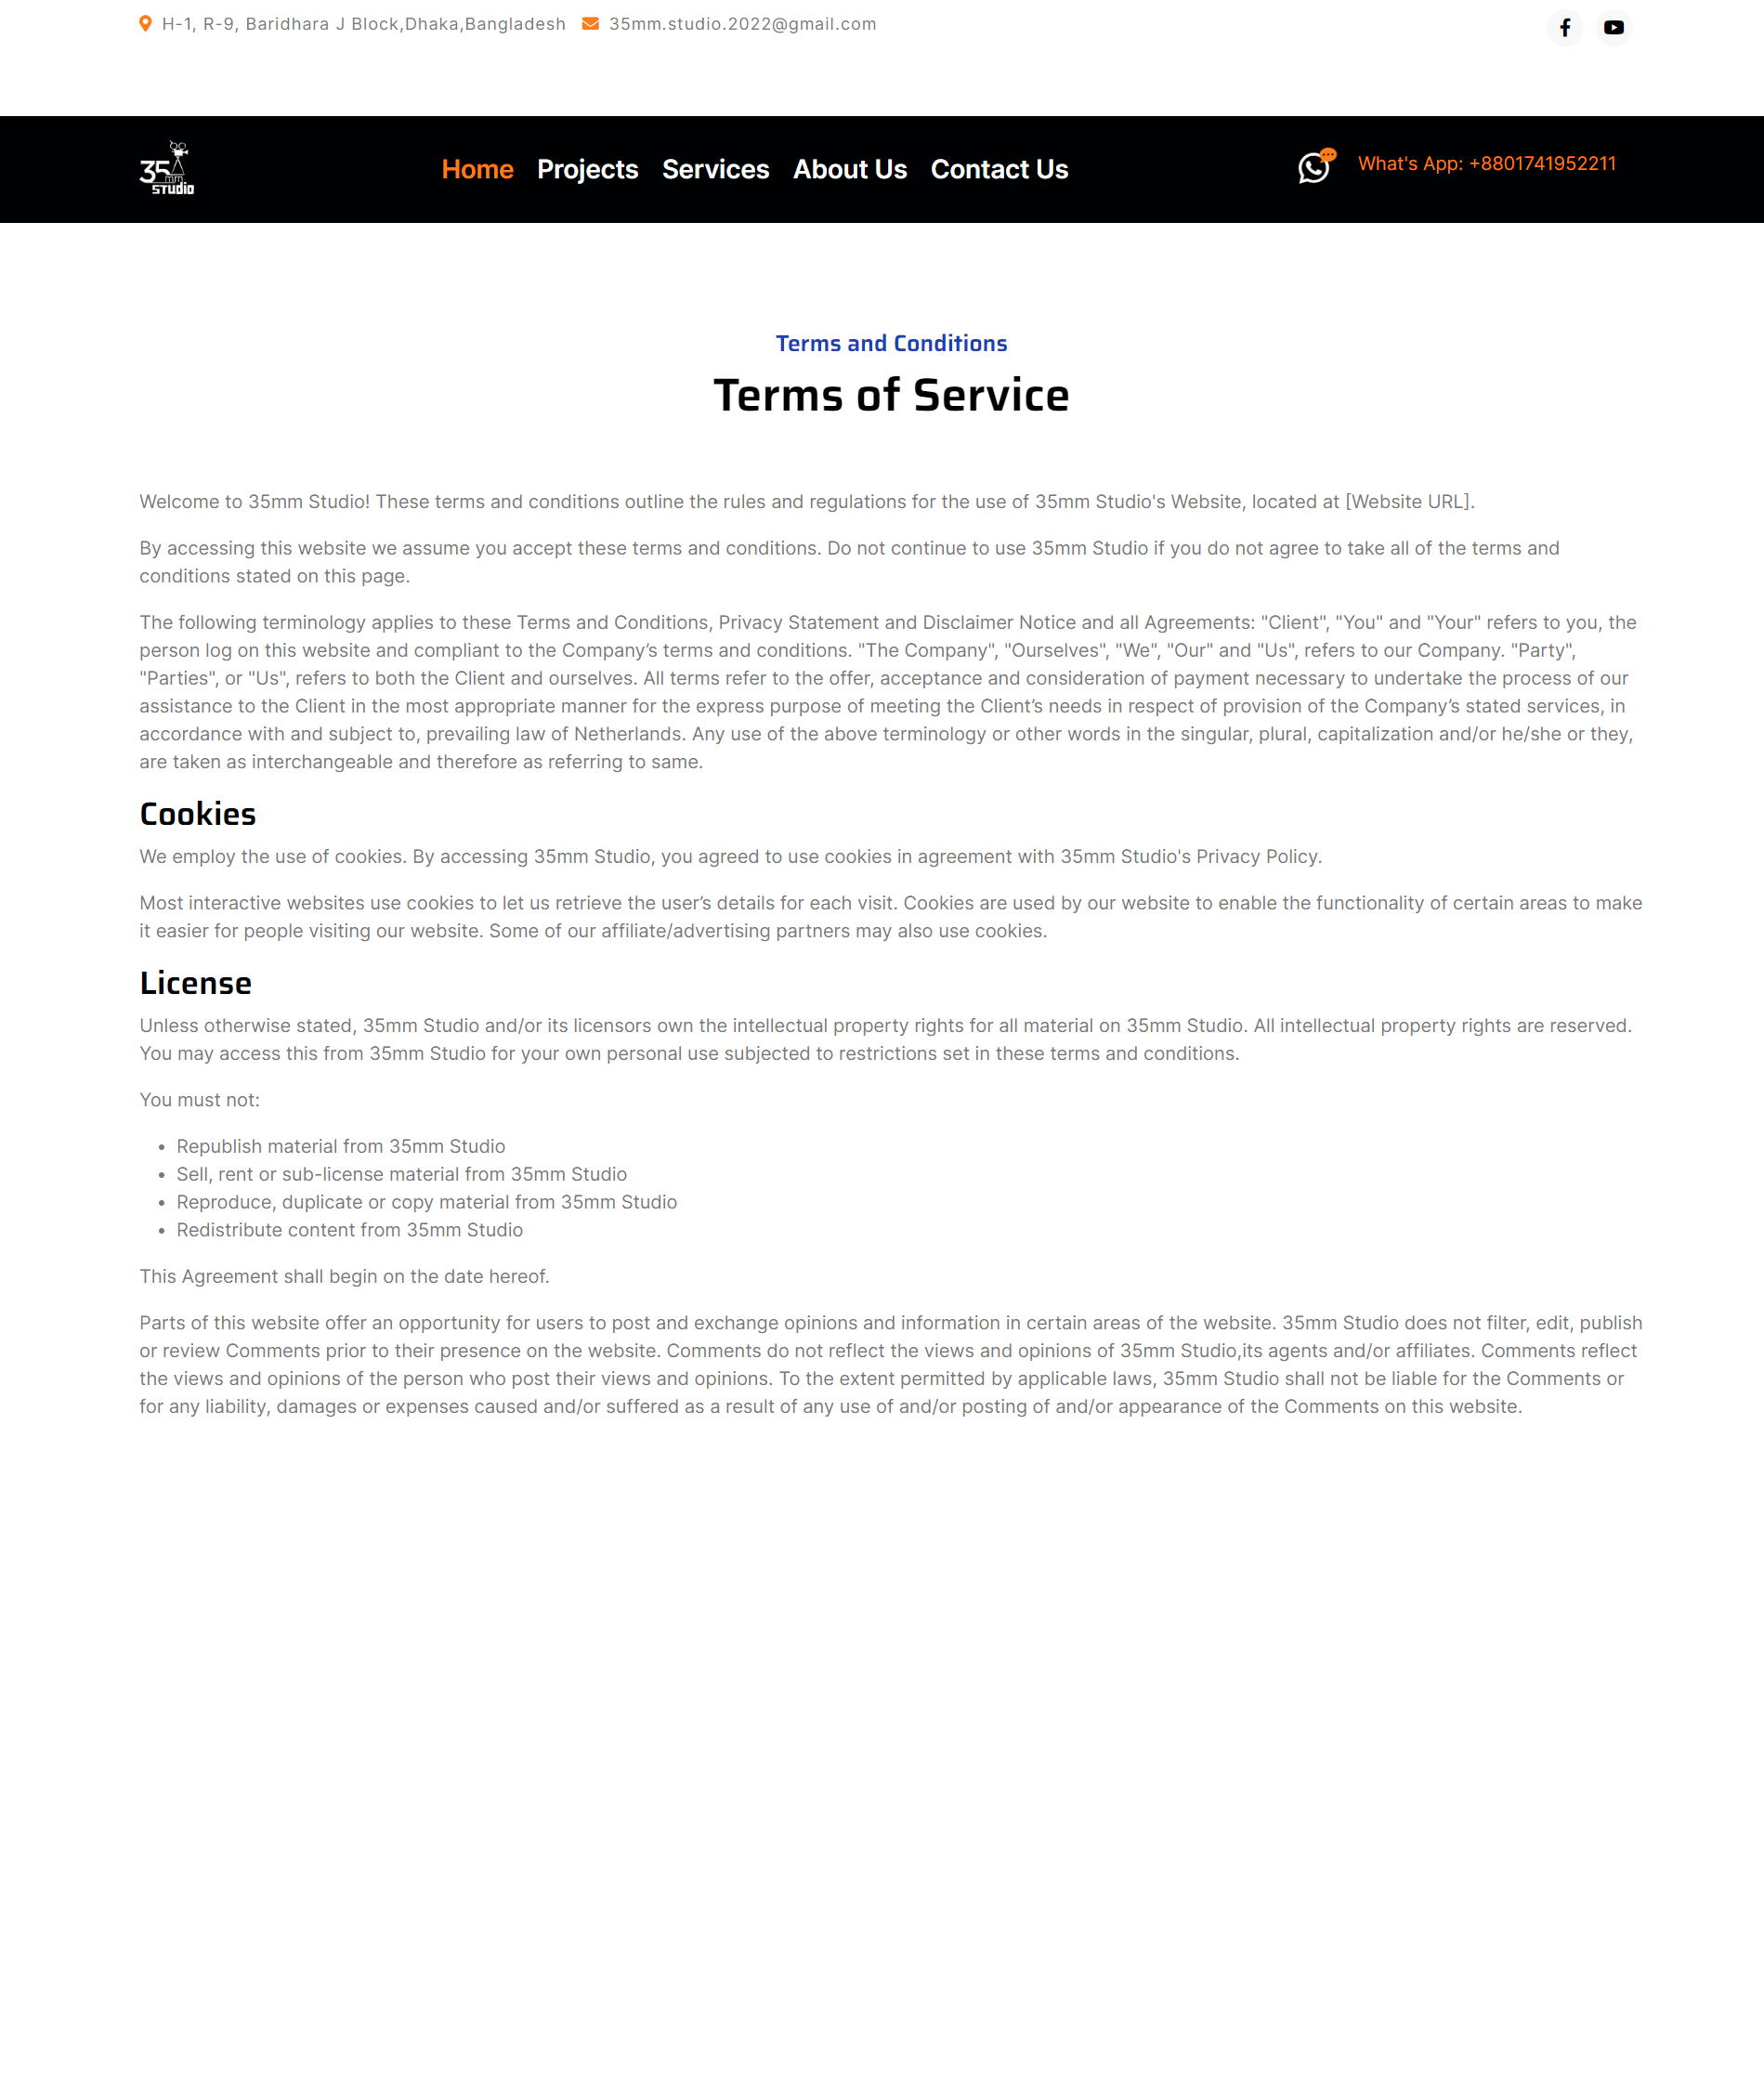 H-1, R-9, Baridhara J Block,Dhaka,Bangladesh 35mm.studio.2022@gmail.com
35
mm
STUDIO
Home Projects Services About Us Contact Us
What's App: +8801741952211
Terms and Conditions
Terms of Service
Welcome to 35mm Studio! These terms and conditions outline the rules and regulations for the use of 35mm Studio's Website, located at [Website URL].
By accessing this website we assume you accept these terms and conditions. Do not continue to use 35mm Studio if you do not agree to take all of the terms and
conditions stated on this page.
The following terminology applies to these Terms and Conditions, Privacy Statement and Disclaimer Notice and all Agreements: "Client", "You" and "Your" refers to you, the
person log on this website and compliant to the Company’s terms and conditions. "The Company", "Ourselves", "We", "Our" and "Us", refers to our Company. "Party",
"Parties", or "Us", refers to both the Client and ourselves. All terms refer to the offer, acceptance and consideration of payment necessary to undertake the process of our
assistance to the Client in the most appropriate manner for the express purpose of meeting the Client’s needs in respect of provision of the Company’s stated services, in
accordance with and subject to, prevailing law of Netherlands. Any use of the above terminology or other words in the singular, plural, capitalization and/or he/she or they,
are taken as interchangeable and therefore as referring to same.
Cookies
We employ the use of cookies. By accessing 35mm Studio, you agreed to use cookies in agreement with 35mm Studio's Privacy Policy.
Most interactive websites use cookies to let us retrieve the user’s details for each visit. Cookies are used by our website to enable the functionality of certain areas to make
it easier for people visiting our website. Some of our affiliate/advertising partners may also use cookies.
License
Unless otherwise stated, 35mm Studio and/or its licensors own the intellectual property rights for all material on 35mm Studio. All intellectual property rights are reserved.
You may access this from 35mm Studio for your own personal use subjected to restrictions set in these terms and conditions.
You must not:
• Republish material from 35mm Studio
• Sell, rent or sub-license material from 35mm Studio
• Reproduce, duplicate or copy material from 35mm Studio
• Redistribute content from 35mm Studio
This Agreement shall begin on the date hereof.
Parts of this website offer an opportunity for users to post and exchange opinions and information in certain areas of the website. 35mm Studio does not filter, edit, publish
or review Comments prior to their presence on the website. Comments do not reflect the views and opinions of 35mm Studio,its agents and/or affiliates. Comments reflect
the views and opinions of the person who post their views and opinions. To the extent permitted by applicable laws, 35mm Studio shall not be liable for the Comments or
for any liability, damages or expenses caused and/or suffered as a result of any use of and/or posting of and/or appearance of the Comments on this website.